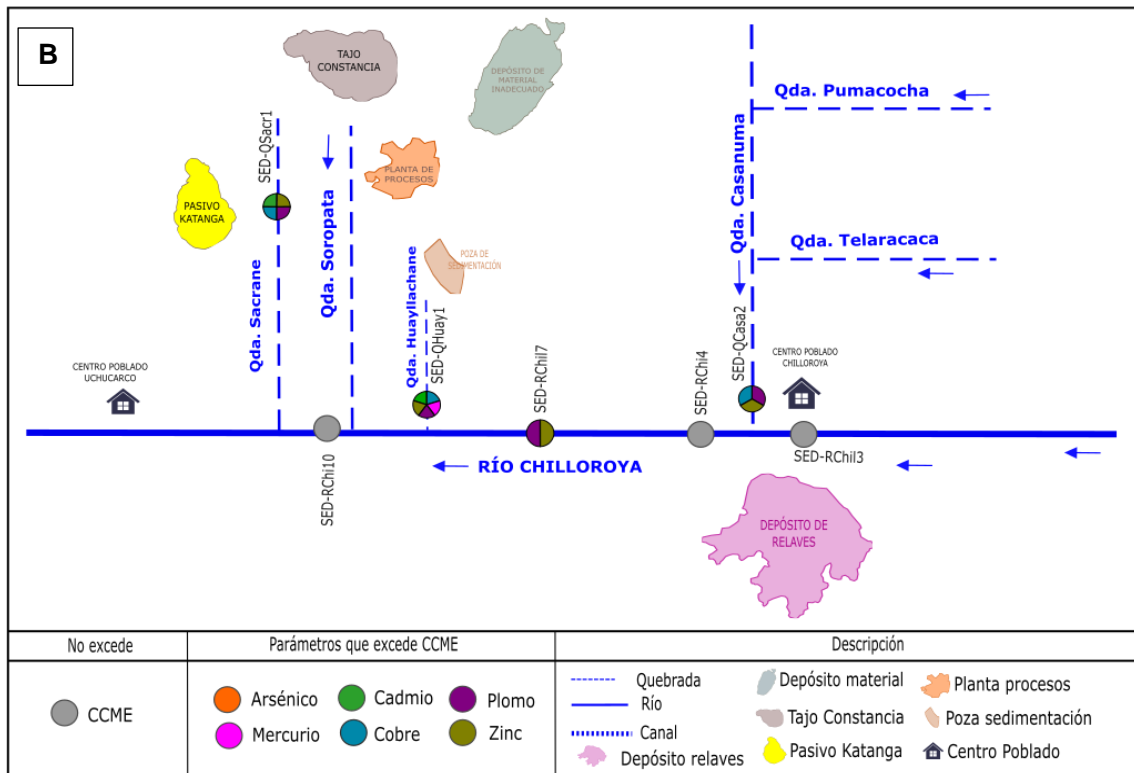 B
TAJO
CONSTANCIA
DEPÓSITO DE
MATERIAL
INADECUADO
Qda. Pumacocha
SED-QSacr1
PLANTA DE
PROCESOS
PASIVO
KATANGA
Qda. Soropata
Qda. Casanuma
Qda. Telaracaca
POZA DE
SEDIMENTACIÓN
Qda. Sacrane
Qda. Huayllachane
SED-QHuay1
SED-RChil7
SED-RChi4
SED-QCasa2
CENTRO POBLADO
UCHUCARCO
CENTRO POBLADO
CHILLOROYA
SED-RChi10
RÍO CHILLOROYA
SED-RChil3
DEPÓSITO DE
RELAVES
No excede
Parámetros que excede CCME
Descripción
CCME
Arsénico
Cadmio
Plomo
Mercurio
Cobre
Zinc
Quebrada
Río
Canal
Depósito relaves
Depósito material
Tajo Constancia
Pasivo Katanga
Planta procesos
Poza sedimentación
Centro Poblado